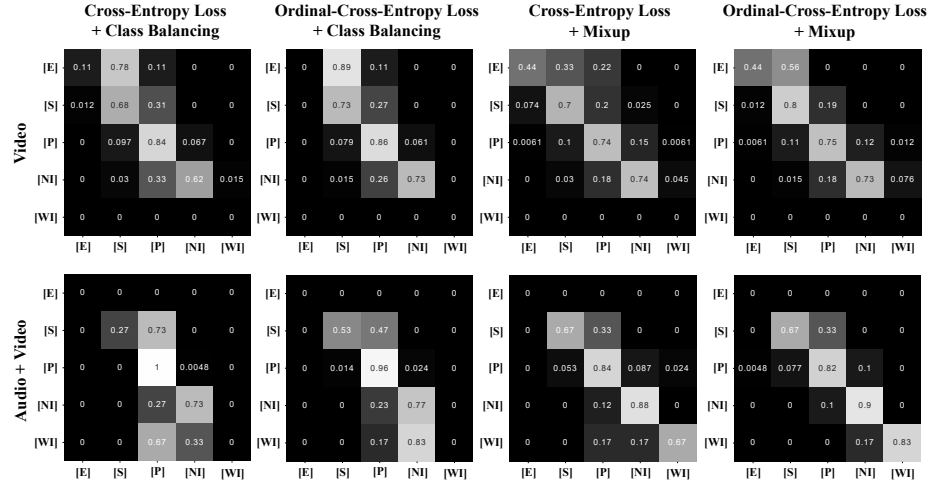 Cross-Entropy Loss Ordinal-Cross-Entropy Loss Cross-Entropy Loss Ordinal-Cross-Entropy Loss
+ Class Balancing + Class Balancing + Mixup + Mixup
Video
[E] 0.11 0.78 0.11 0 0 [E] 0 0.89 0.11 0 0 [E] 0.44 0.33 0.22 0 0 [E] 0.44 0.56 0 0 0
[S] 0.012 0.68 0.31 0 0 [S] 0 0.73 0.27 0 0 [S] 0.074 0.7 0.2 0.025 0 [S] 0.012 0.8 0.19 0 0
[P] 0 0.097 0.84 0.067 0 [P] 0 0.079 0.86 0.061 0 [P] 0.0061 0.1 0.74 0.15 0.0061 [P] 0.0061 0.11 0.75 0.12 0.012
[NI] 0 0.03 0.33 0.62 0.015 [NI] 0 0.015 0.26 0.73 0 [NI] 0 0.03 0.18 0.74 0.045 [NI] 0 0.015 0.18 0.73 0.076
[WI] 0 0 0 0 0 [WI] 0 0 0 0 0 [WI] 0 0 0 0 0 [WI] 0 0 0 0 0
[E] [S] [P] [NI] [WI] [E] [S] [P] [NI] [WI] [E] [S] [P] [NI] [WI] [E] [S] [P] [NI] [WI]
Audio + Video
[E] 0 0 0 0 0 [E] 0 0 0 0 0 [E] 0 0 0 0 0 [E] 0 0 0 0 0
[S] 0 0.27 0.73 0 0 [S] 0 0.53 0.47 0 0 [S] 0 0.67 0.33 0 0 [S] 0 0.67 0.33 0 0
[P] 0 0 1 0.0048 0 [P] 0 0.014 0.96 0.024 0 [P] 0 0.053 0.84 0.087 0.024 [P] 0.0048 0.077 0.82 0.1 0
[NI] 0 0 0.27 0.73 0 [NI] 0 0 0.23 0.77 0 [NI] 0 0 0.12 0.88 0 [NI] 0 0 0.1 0.9 0
[WI] 0 0 0.67 0.33 0 [WI] 0 0 0.17 0.83 0 [WI] 0 0 0.17 0.17 0.67 [WI] 0 0 0 0.17 0.83
[E] [S] [P] [NI] [WI] [E] [S] [P] [NI] [WI] [E] [S] [P] [NI] [WI] [E] [S] [P] [NI] [WI]